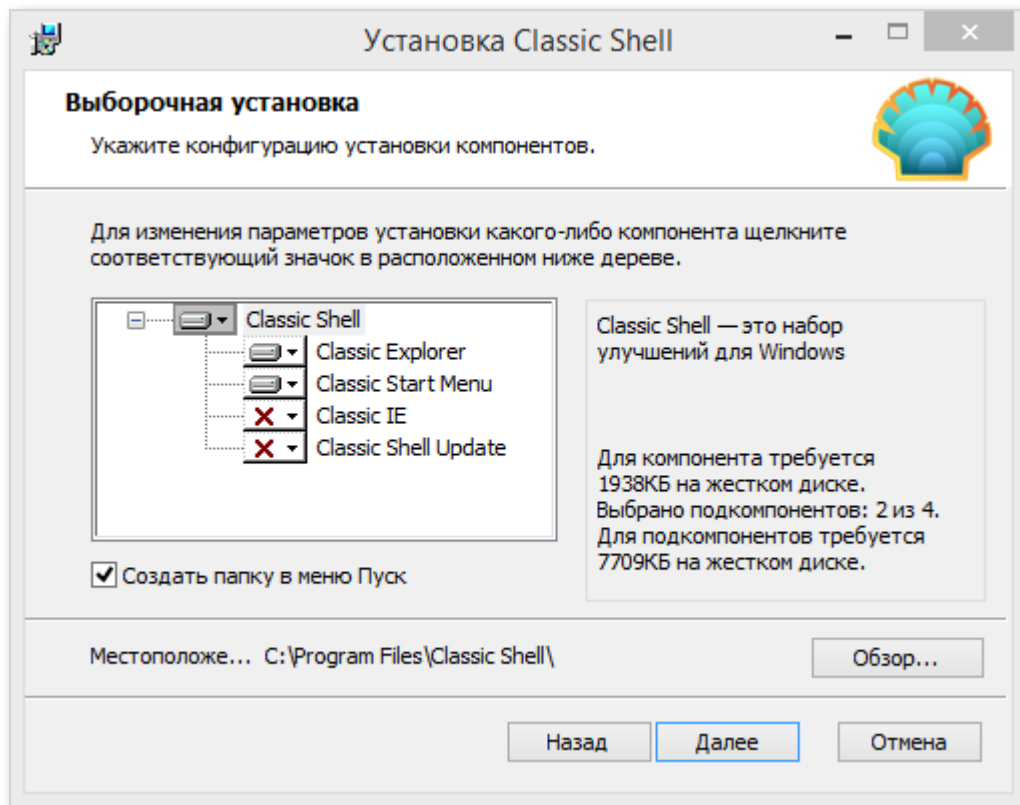 Установка Classic Shell
Выборочная установка
Укажите конфигурацию установки компонентов.
Для изменения параметров установки какого-либо компонента щелкните
соответствующий значок в расположенном ниже дереве.
Classic Shell
Classic Explorer
Classic Start Menu
Classic IE
Classic Shell Update
Classic Shell — это набор
улучшений для Windows
Для компонента требуется
1938КБ на жестком диске.
Выбрано подкомпонентов: 2 из 4.
Для подкомпонентов требуется
7709КБ на жестком диске.
Создать папку в меню Пуск
Местоположе... C:\Program Files\Classic Shell\
Обзор...
Назад
Далее
Отмена